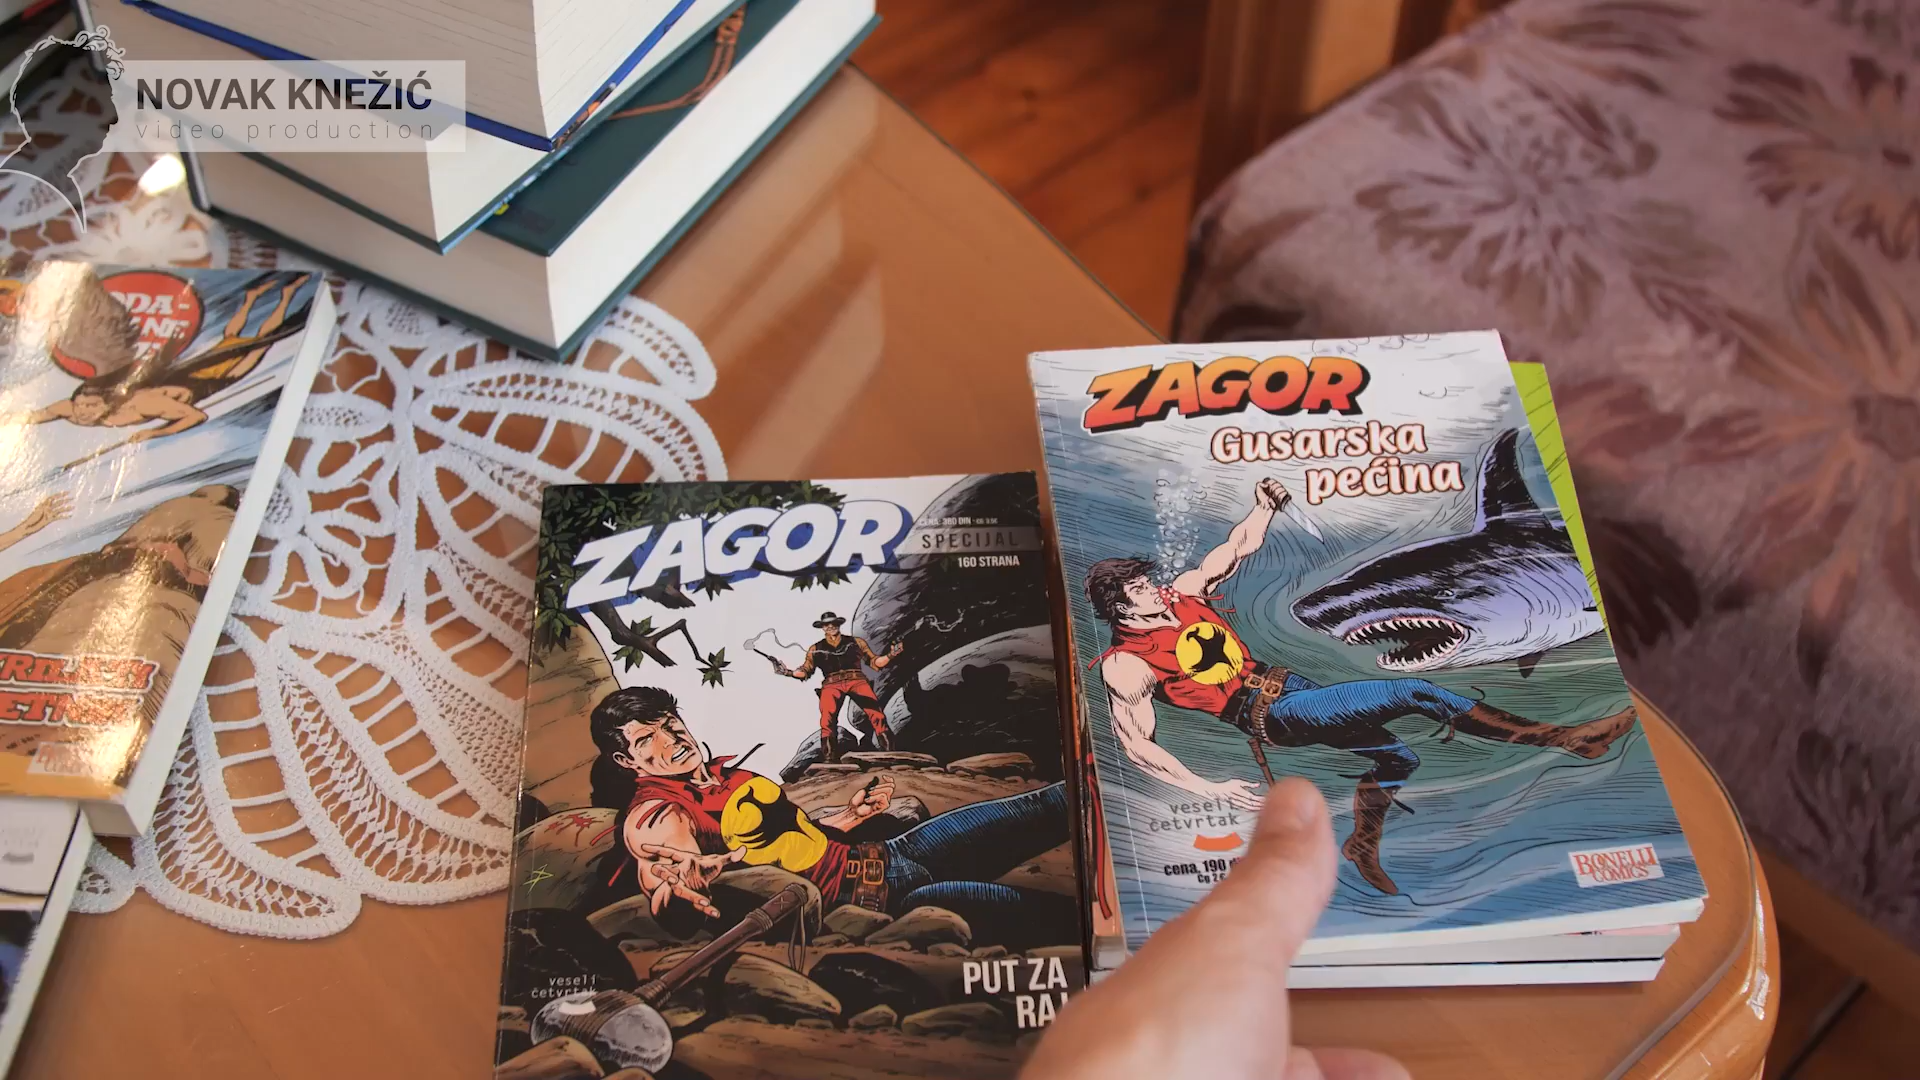 NOVAK KNEŽIĆ
video production
ZAGOR
Gusarska
pećina
veseli
četvrtak
cena, 190
BONELLI
COMICS
ZAGOR
SPECIJAL
160 STRANA
veseli
četvrtak
PUT ZA